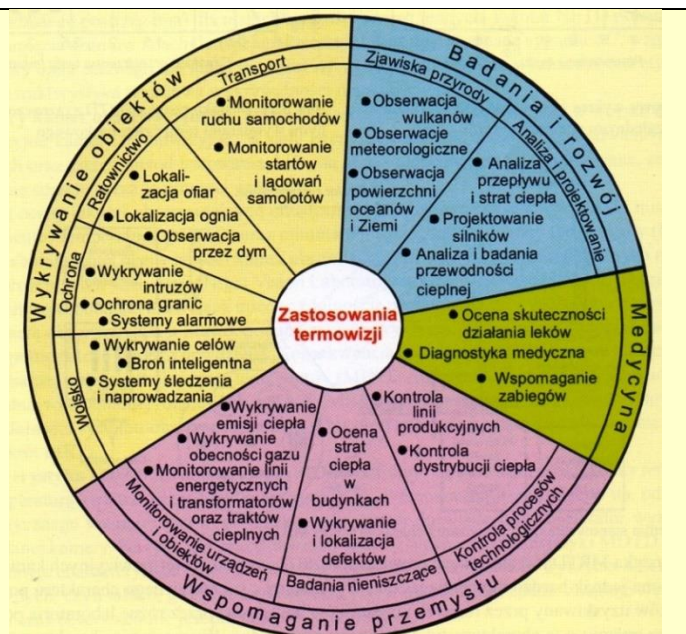 Zastosowania
termowizji
Wykrywanie obiektów
Transport
Monitorowanie
ruchu samochodów
Monitorowanie
startów
i lądowań
samolotów
Ratownictwo
Lokali-
zacja ofiar
Lokalizacja ognia
Obserwacja
przez dym
Ochrona
Wykrywanie
intruzów
Ochrona granic
Systemy alarmowe
Wojsko
Wykrywanie celów
Broń inteligentna
Systemy śledzenia
i naprowadzania
Badania i rozwój
Zjawiska przyrody
Obserwacja
wulkanów
Obserwacje
meteorologiczne
Obserwacja
powierzchni
oceanów
i Ziemi
Analiza i projektowanie
Analiza
przepływu
i strat ciepła
Projektowanie
silników
Analiza i badania
przewodności
cieplnej
Medycyna
Ocena skuteczności
działania leków
Diagnostyka medyczna
Wspomaganie
zabiegów
Wspomaganie przemysłu
Kontrola procesów
technologicznych
Kontrola
linii
produkcyjnych
Kontrola
dystrybucji ciepła
Badania nieniszczące
Ocena
strat
ciepła
w
budynkach
Wykrywanie
i lokalizacja
defektów
Monitorowanie urządzeń
i obiektów
Wykrywanie
emisji ciepła
Wykrywanie
obecności gazu
Monitorowanie linii
energetycznych
i transformatorów
oraz traktów
cieplnych